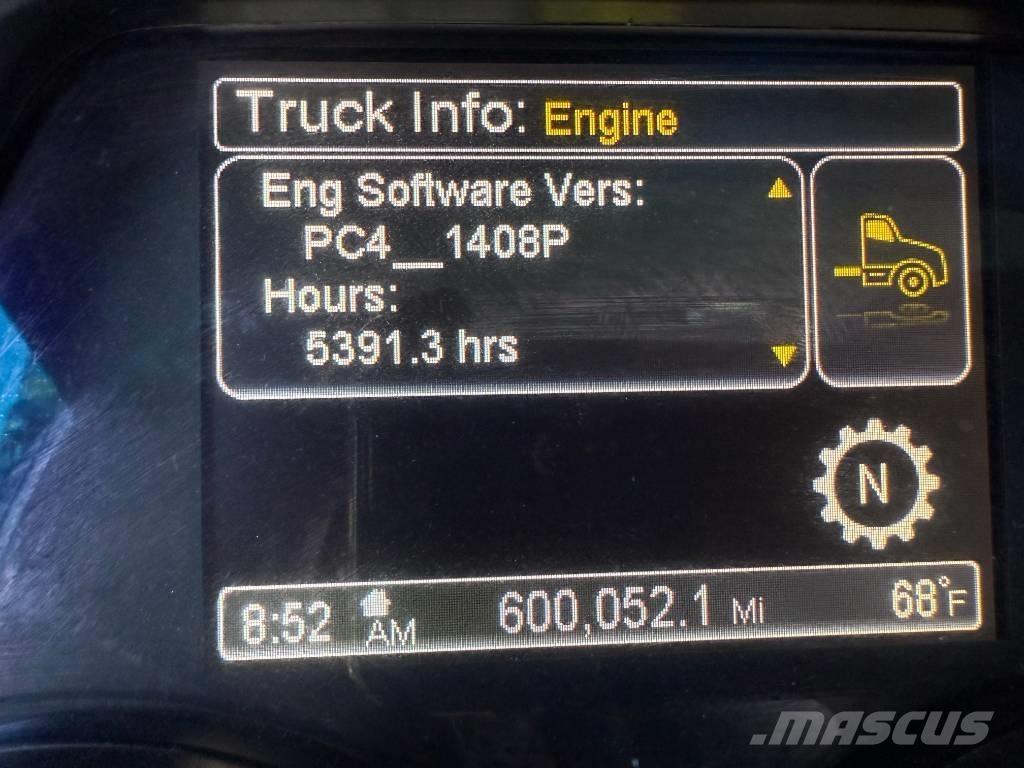 Truck Info: Engine
Eng Software Vers:
PC4__1408P
Hours:
5391.3 hrs
N
8:52 AM 600,052.1 Mi 68°F
.MASCUS